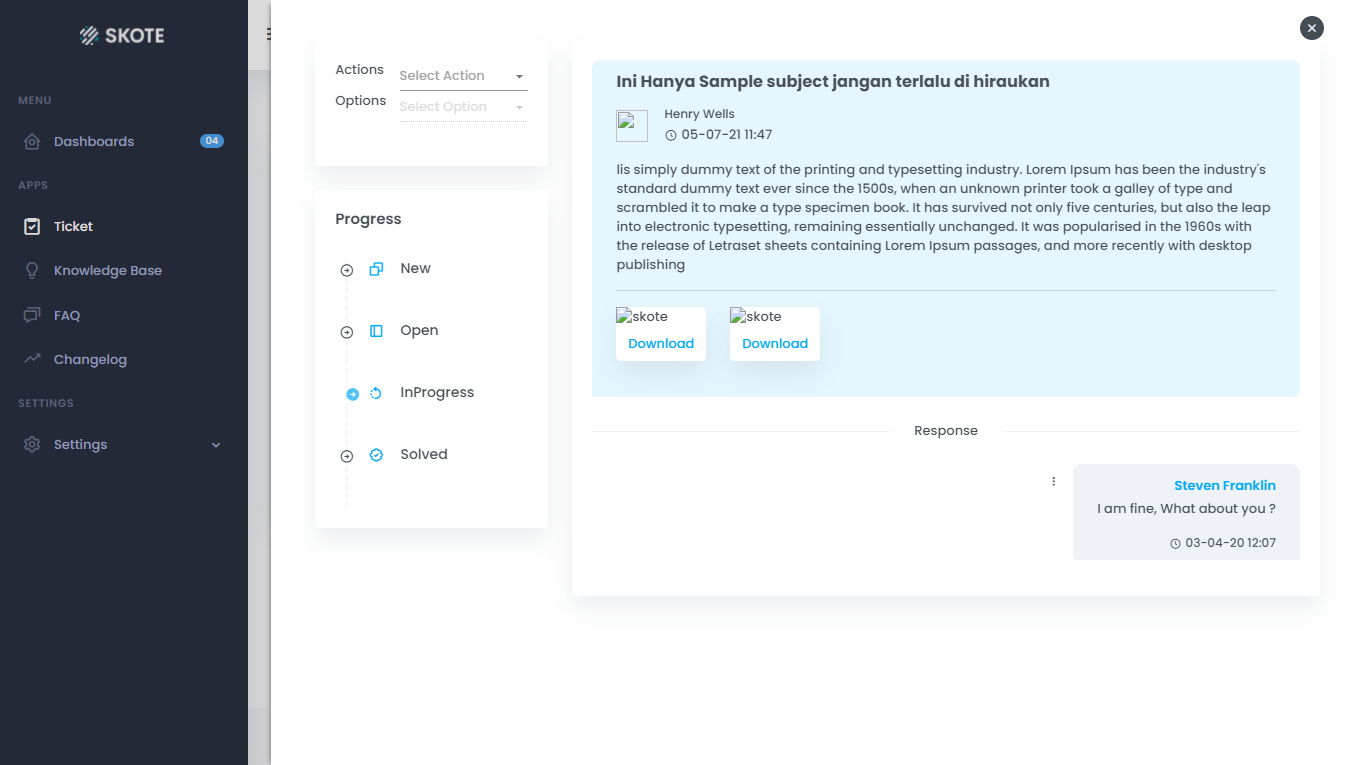 SKOTE
MENU
Dashboards
04
APPS
Ticket
Knowledge Base
FAQ
Changelog
SETTINGS
Settings
Actions
Select Action
Options
Select Option
Progress
New
Open
InProgress
Solved
Ini Hanya Sample subject jangan terlalu di hiraukan
Henry Wells
05-07-21 11:47
Iis simply dummy text of the printing and typesetting industry. Lorem Ipsum has been the industry's
standard dummy text ever since the 1500s, when an unknown printer took a galley of type and
scrambled it to make a type specimen book. It has survived not only five centuries, but also the leap
into electronic typesetting, remaining essentially unchanged. It was popularised in the 1960s with
the release of Letraset sheets containing Lorem Ipsum passages, and more recently with desktop
publishing
skote
skote
Download
Download
Response
Steven Franklin
I am fine, What about you ?
03-04-20 12:07